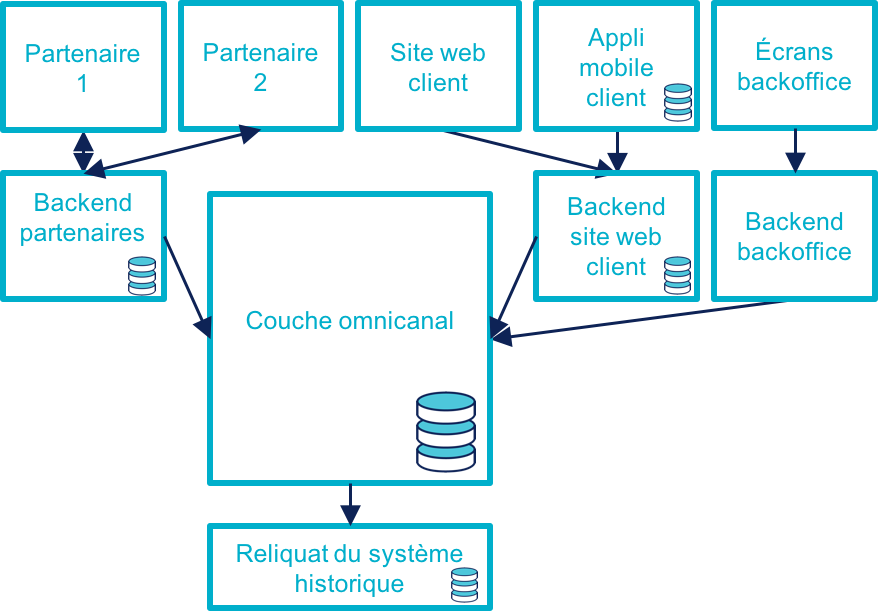 Partenaire
1
Partenaire
2
Site web
client
Appli
mobile
client
Écrans
backoffice
Backend
partenaires
Backend
site web
client
Backend
backoffice
Couche omnicanal
Reliquat du système
historique